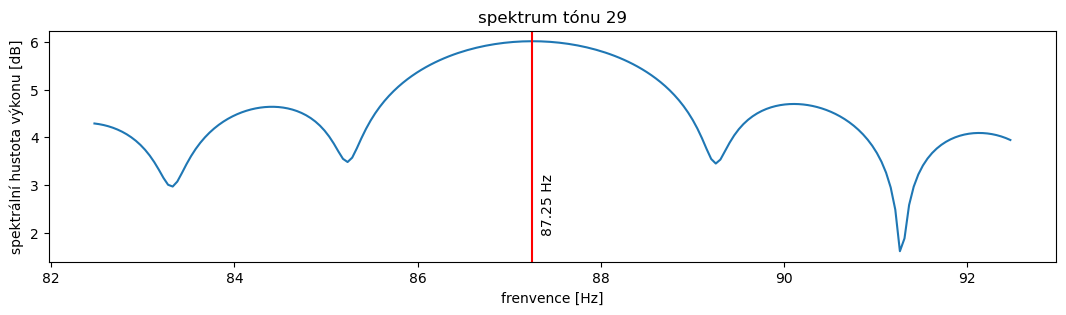 spektrum tónu 29
spektrální hustota výkonu [dB]
6
5
4
3
2
87.25 Hz
82
84
86
88
90
92
frenvence [Hz]